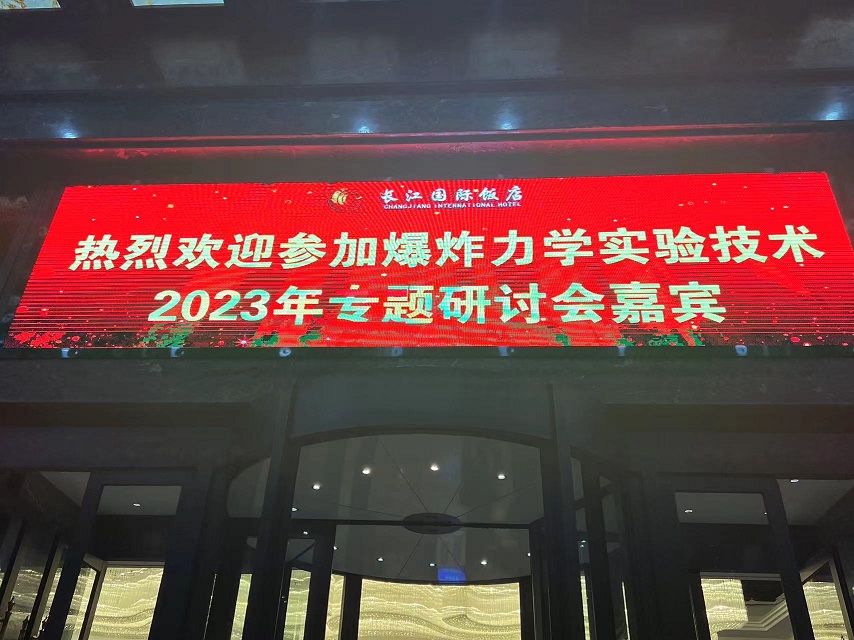 长江国际饭店
CHANGJIANG INTERNATIONAL HOTEL
热烈欢迎参加爆炸力学实验技术
2023年专题研讨会嘉宾